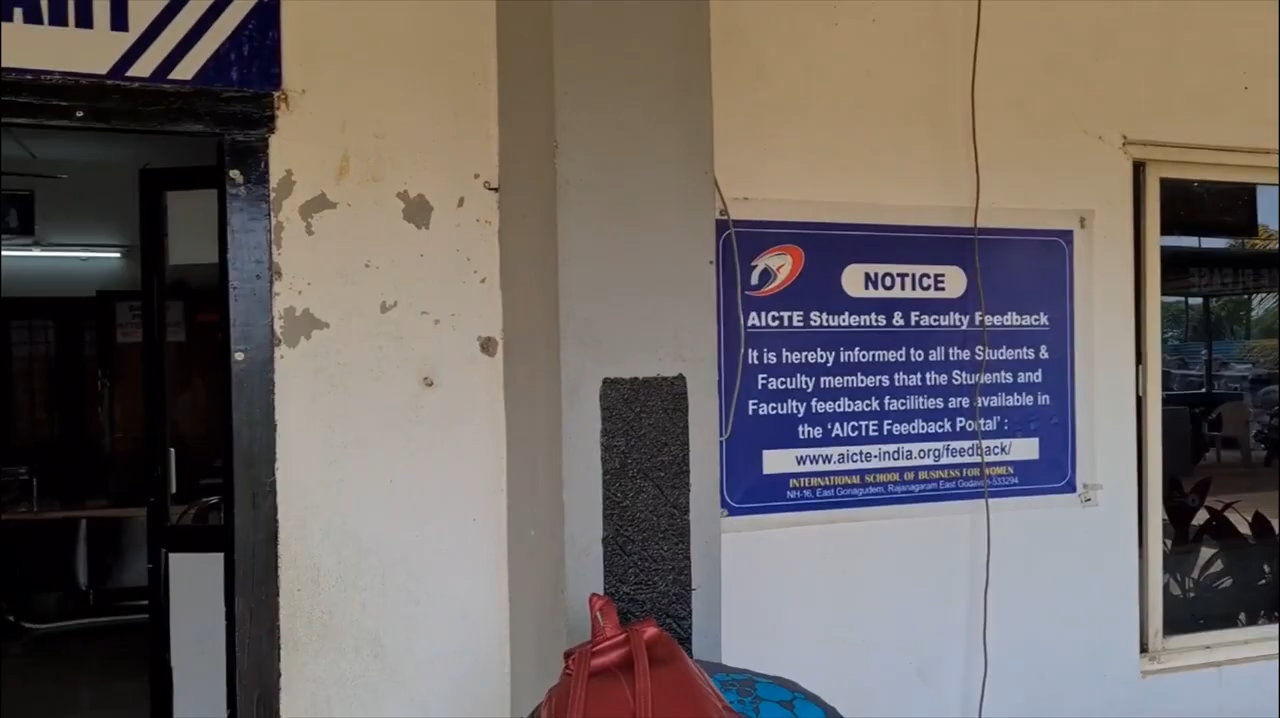 NOTICE
AICTE Students & Faculty Feedback
It is hereby informed to all the Students &
Faculty members that the Students and
Faculty feedback facilities are available in
the ‘AICTE Feedback Portal’ :
www.aicte-india.org/feedback/
INTERNATIONAL SCHOOL OF BUSINESS FOR WOMEN
NH-16, East Gonagudem, Rajanagaram East Godavari-533294